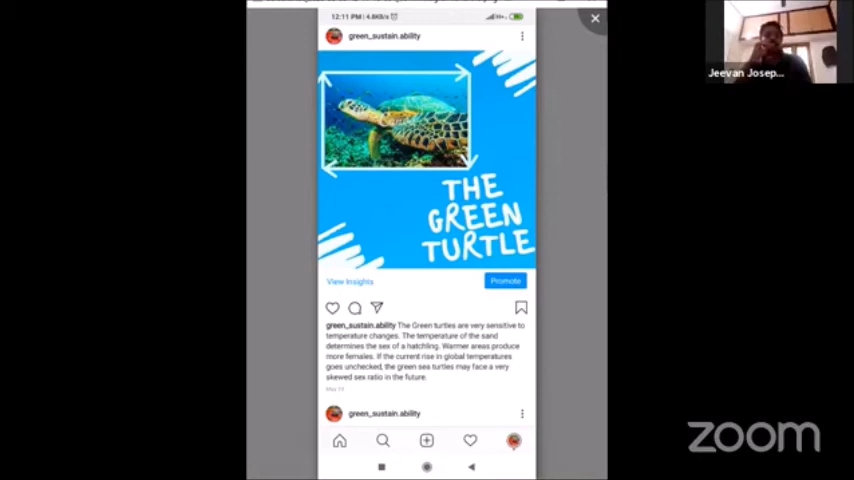 12:11 PM | 4.8KB/s
green_sustain.ability
Jeevan Josep...
THE
GREEN
TURTLE
View Insights
Promote
green_sustain.ability The Green turtles are very sensitive to
temperature changes. The temperature of the sand
determines the sex of a hatchling. Warmer areas produce
more females. If the current rise in global temperatures
goes unchecked, the green sea turtles may face a very
skewed sex ratio in the future.
green_sustain.ability
zoom